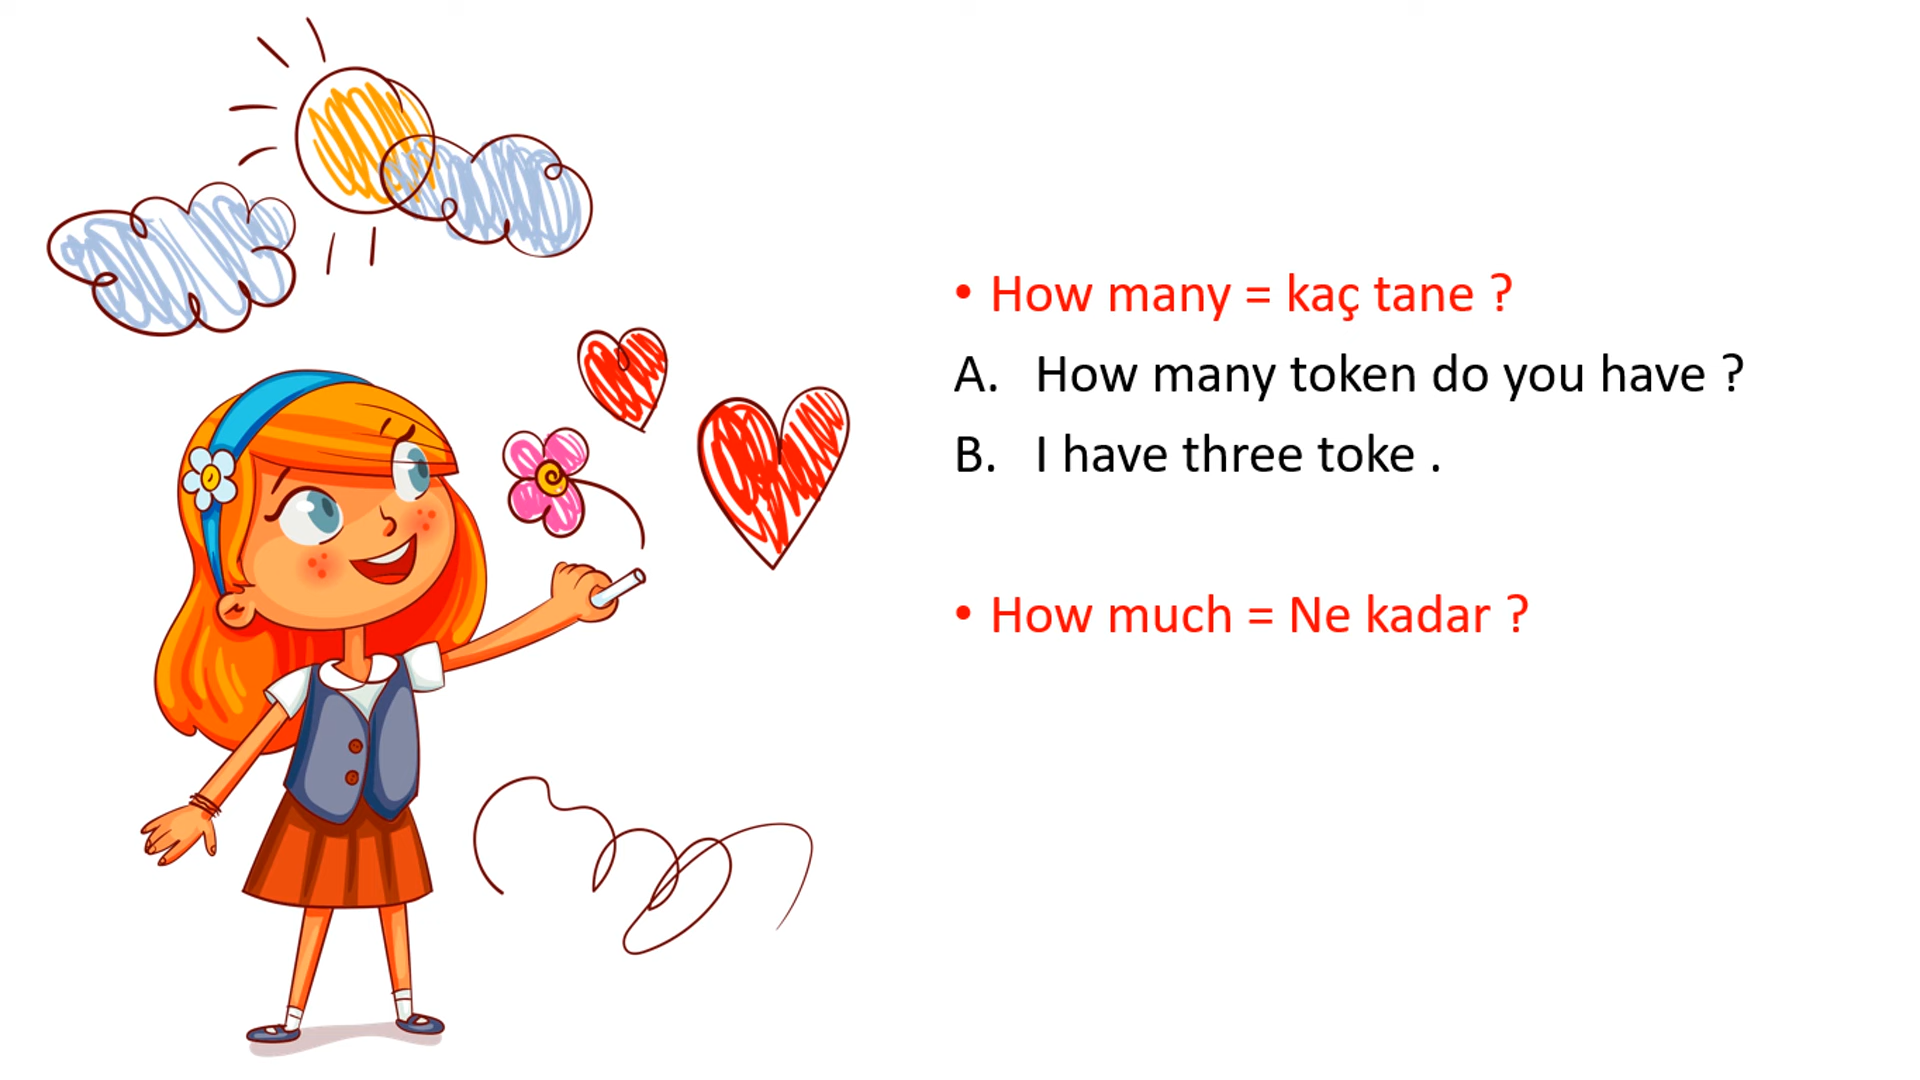 • How many = kaç tane ?
A. How many token do you have ?
B. I have three toke .
• How much = Ne kadar ?